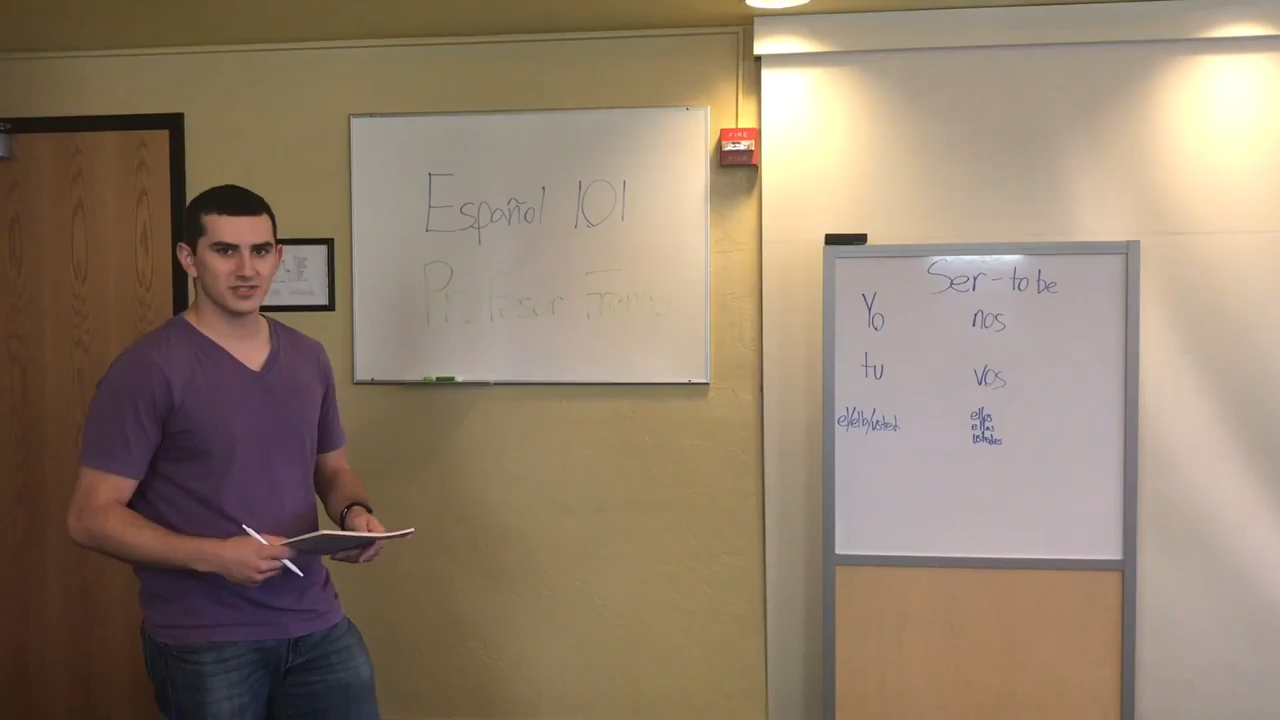 Español 101
Profesor
FIRE
Ser - to be
Yo nos
tu vos
el/ella/usted
ellos
ellas
ustedes